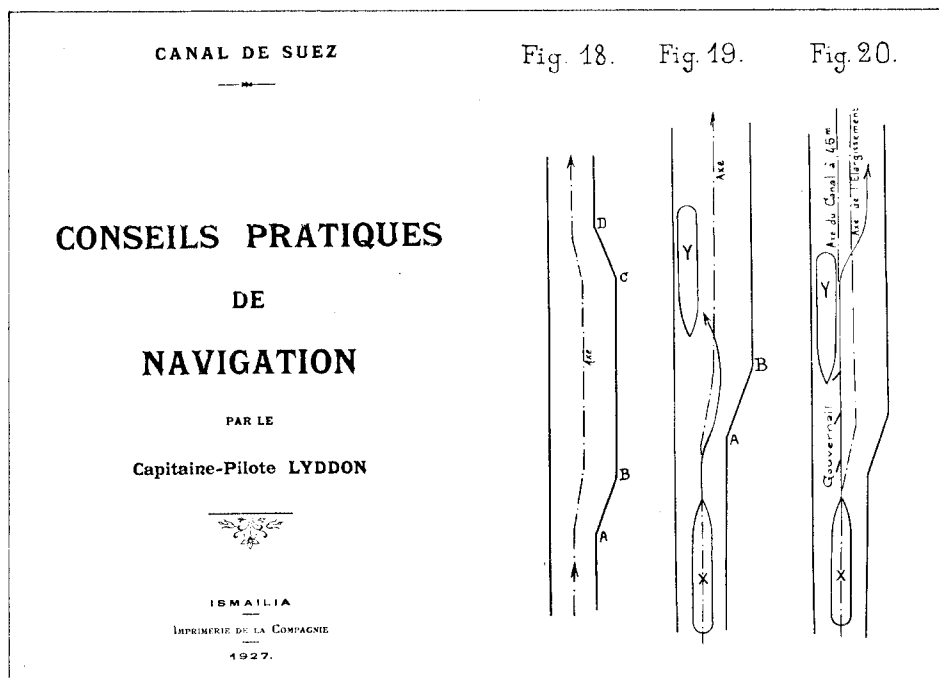 CANAL DE SUEZ
CONSEILS PRATIQUES
DE
NAVIGATION
PAR LE
Capitaine-Pilote LYDDON
ISMAILIA
IMPRIMERIE DE LA COMPAGNIE
1927.
Fig. 18.
Axe
A
B
C
D
Fig. 19.
Axe
Y
B
A
X
Fig. 20.
Axe du Canal à 45m
Axe de l'Elargissement
Y
Gouvernail
X